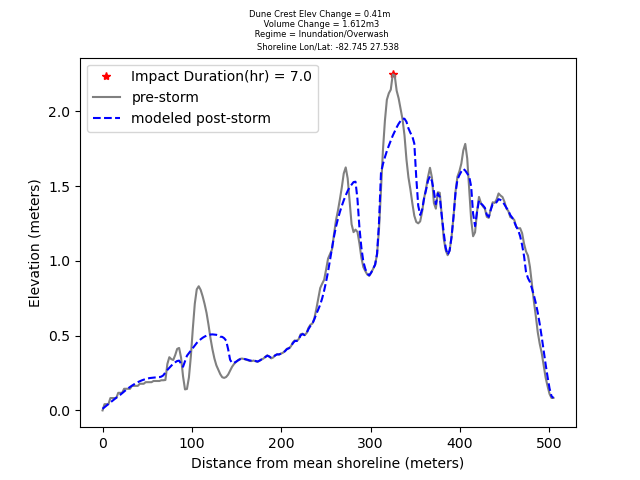 Dune Crest Elev Change = 0.41m
Volume Change = 1.612m3
Regime = Inundation/Overwash
Shoreline Lon/Lat: -82.745 27.538
Impact Duration(hr) = 7.0
pre-storm
modeled post-storm
Elevation (meters)
2.0
1.5
1.0
0.5
0.0
0 100 200 300 400 500
Distance from mean shoreline (meters)